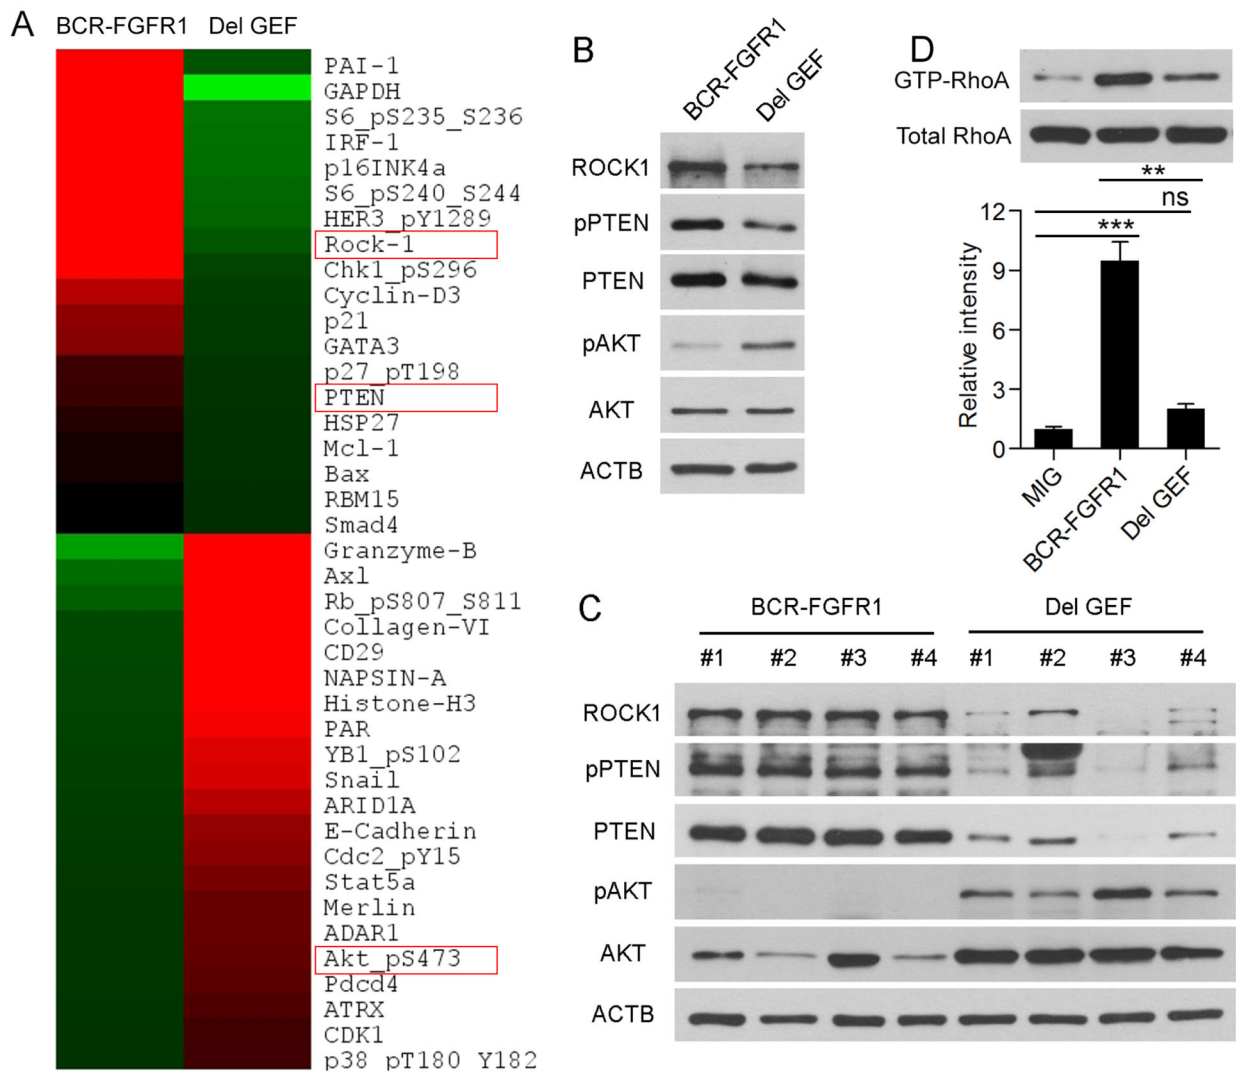 A
BCR-FGFR1 Del GEF
PAI-1
GAPDH
S6_pS235_S236
IRF-1
p16INK4a
S6_pS240_S244
HER3_pY1289
Rock-1
Chk1_pS296
Cyclin-D3
p21
GATA3
p27_pT198
PTEN
HSP27
Mcl-1
Bax
RBM15
Smad4
Granzyme-B
Axl
Rb_pS807_S811
Collagen-VI
CD29
NAPSIN-A
Histone-H3
PAR
YB1_pS102
Snail
ARID1A
E-Cadherin
Cdc2_pY15
Stat5a
Merlin
ADAR1
Akt_pS473
Pdcd4
ATRX
CDK1
p38_pT180_Y182
B
BCR-FGFR1
Del GEF
ROCK1
pPTEN
PTEN
pAKT
AKT
ACTB
D
GTP-RhoA
Total RhoA
**
ns
***
Relative intensity
12
9
6
3
0
MIG
BCR-FGFR1
Del GEF
C
BCR-FGFR1 Del GEF
#1 #2 #3 #4 #1 #2 #3 #4
ROCK1
pPTEN
PTEN
pAKT
AKT
ACTB